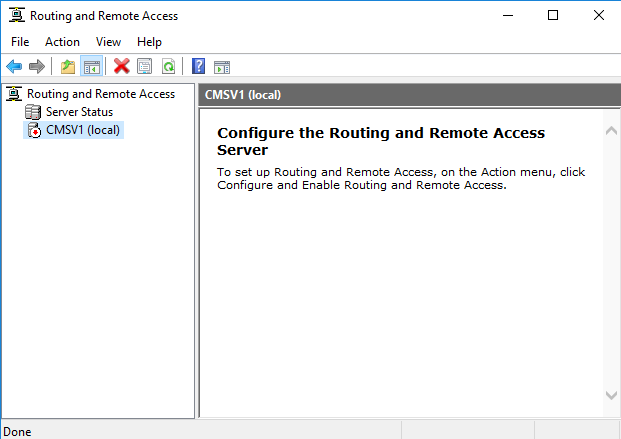 Routing and Remote Access
File Action View Help
Routing and Remote Access
Server Status
CMSV1 (local)
CMSV1 (local)
Configure the Routing and Remote Access
Server
To set up Routing and Remote Access, on the Action menu, click
Configure and Enable Routing and Remote Access.
Done